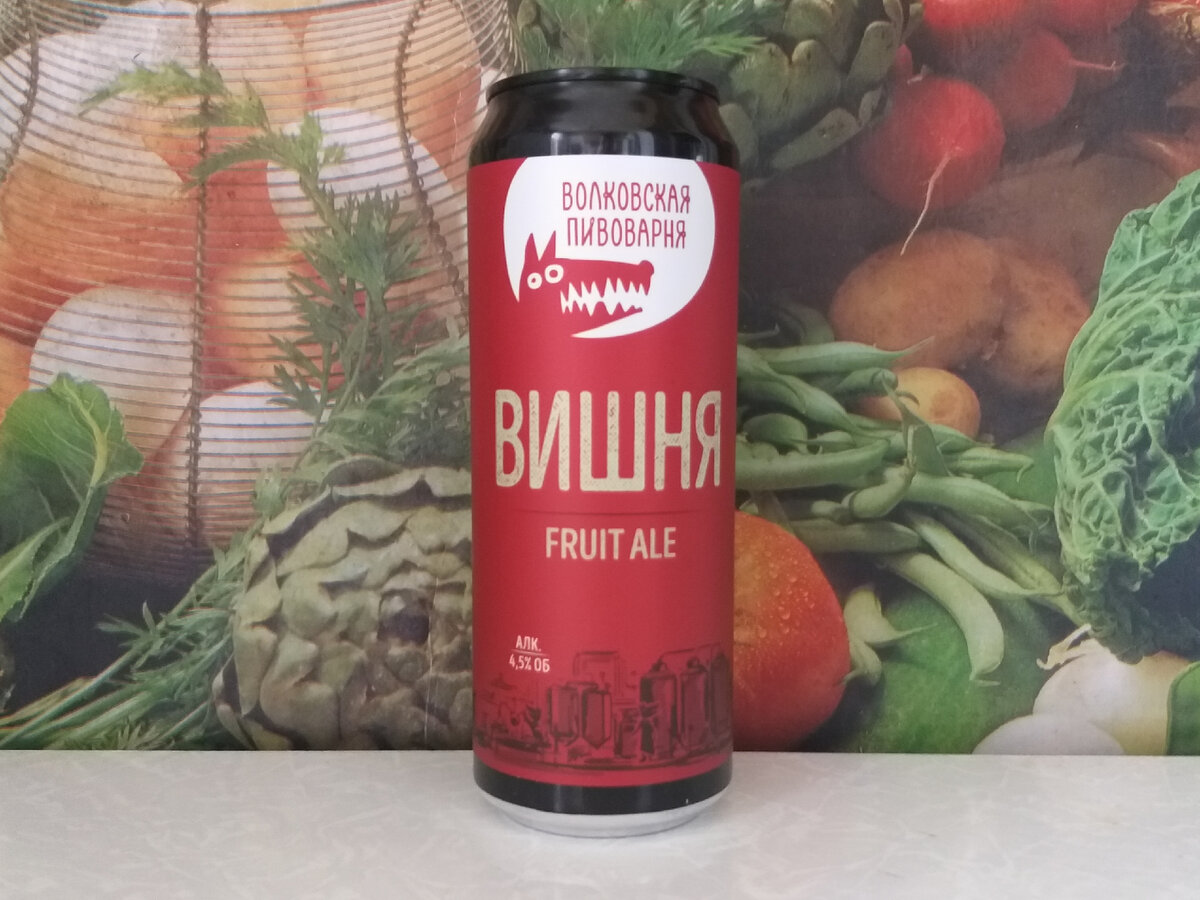 ВОЛКОВСКАЯ
ПИВОВАРНЯ
ВИШНЯ
FRUIT ALE
АЛК.
4,5% ОБ